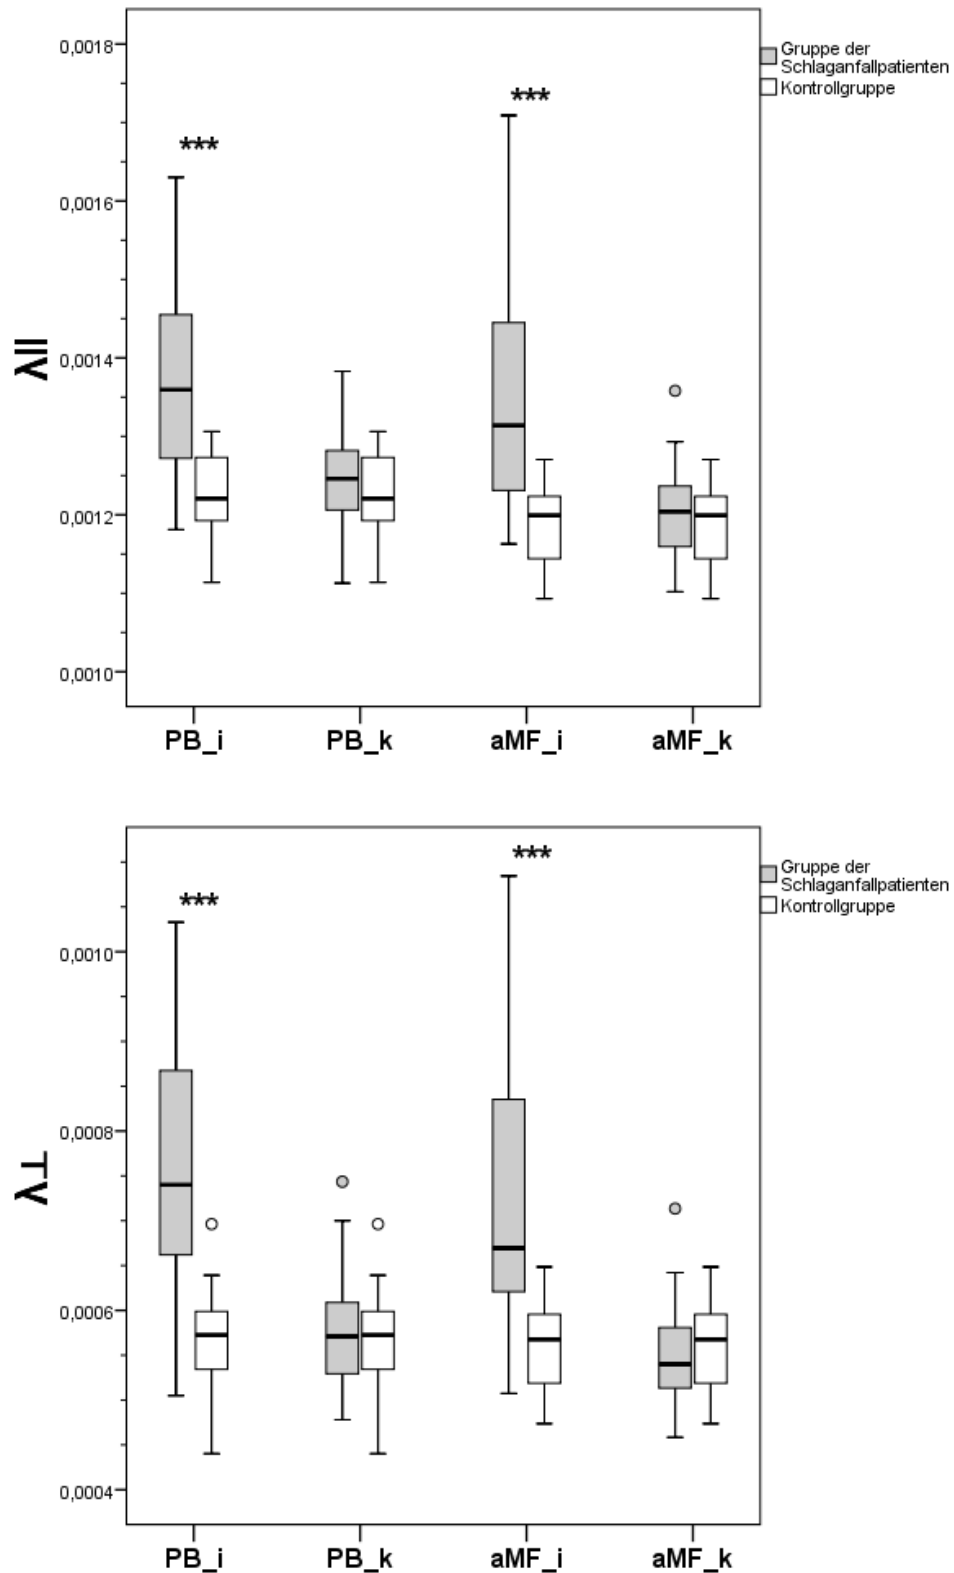 0,0018
***
***
Gruppe der
Schlaganfallpatienten
Kontrollgruppe
0,0016
λ||
0,0014
0,0012
0,0010
PB_i PB_k aMF_i aMF_k
***
***
Gruppe der
Schlaganfallpatienten
Kontrollgruppe
0,0010
0,0008
λ⊥
0,0006
0,0004
PB_i PB_k aMF_i aMF_k